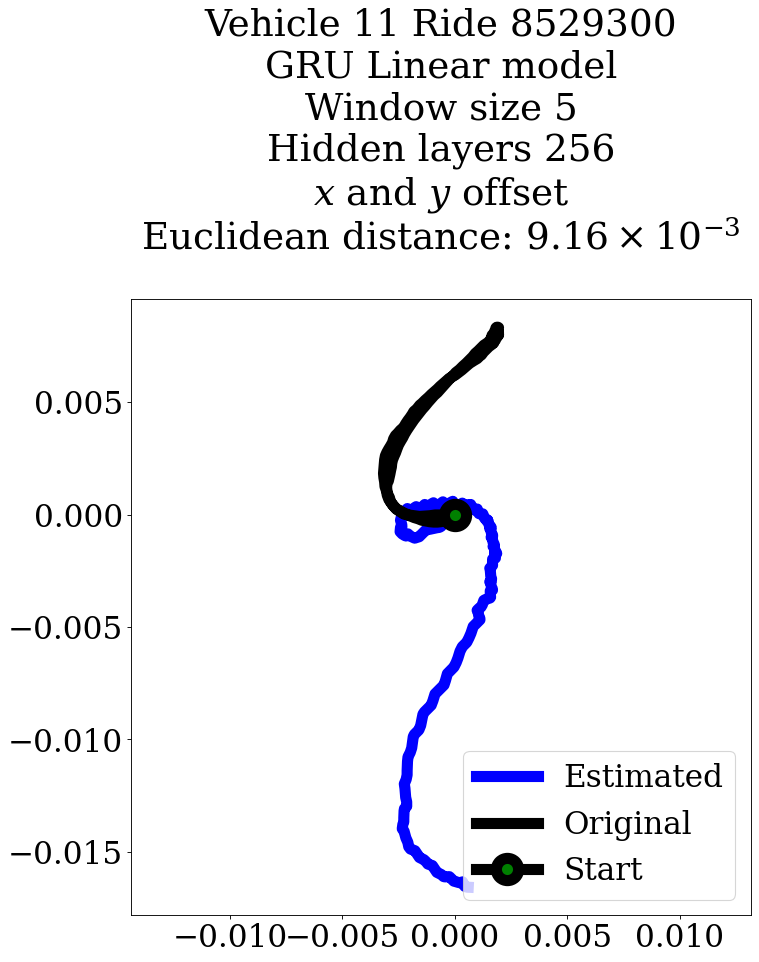 Vehicle 11 Ride 8529300
GRU Linear model
Window size 5
Hidden layers 256
x and y offset
Euclidean distance: 9.16 × 10⁻³
0.005
0.000
−0.005
−0.010
−0.015
Estimated
Original
Start
−0.010 −0.005 0.000 0.005 0.010